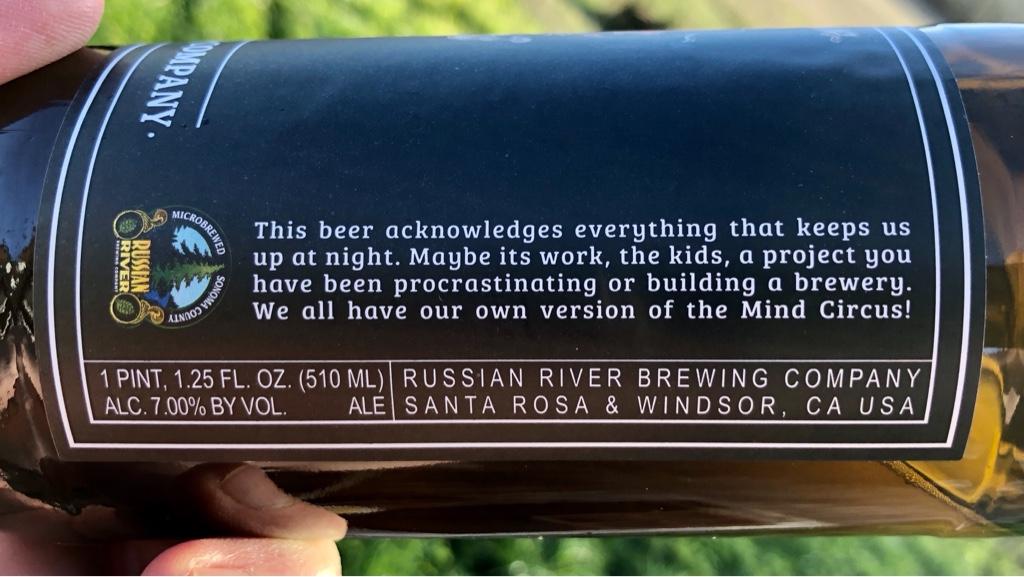 COMPANY ·
MICROBREWED
SONOMA COUNTY
RUSSIAN
RIVER
This beer acknowledges everything that keeps us
up at night. Maybe its work, the kids, a project you
have been procrastinating or building a brewery.
We all have our own version of the Mind Circus!
1 PINT, 1.25 FL. OZ. (510 ML)
ALC. 7.00% BY VOL. ALE
RUSSIAN RIVER BREWING COMPANY
SANTA ROSA & WINDSOR, CA USA